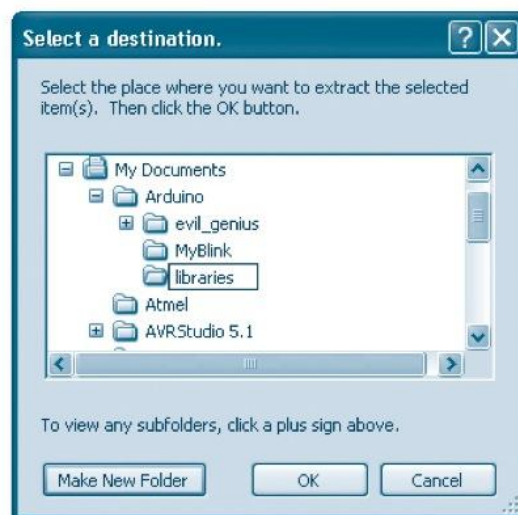 Select a destination.
Select the place where you want to extract the selected
item(s). Then click the OK button.
My Documents
Arduino
evil_genius
MyBlink
libraries
Atmel
AVRStudio 5.1
To view any subfolders, click a plus sign above.
Make New Folder
OK
Cancel